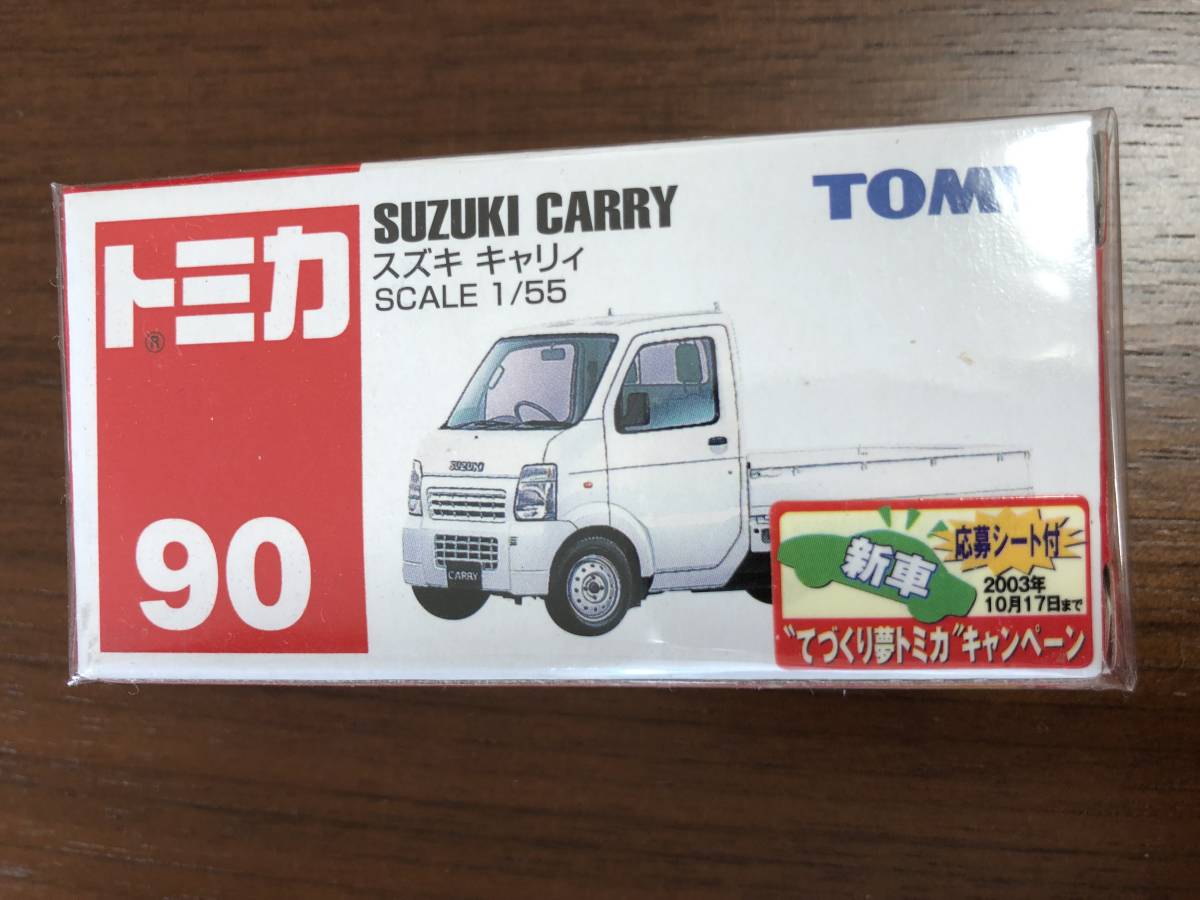 トミカ
®
90
SUZUKI CARRY
スズキ キャリィ
SCALE 1/55
TOMY
SUZUKI
CARRY
新車
応募シート付
2003年
10月17日まで
"てづくり夢トミカ"キャンペーン